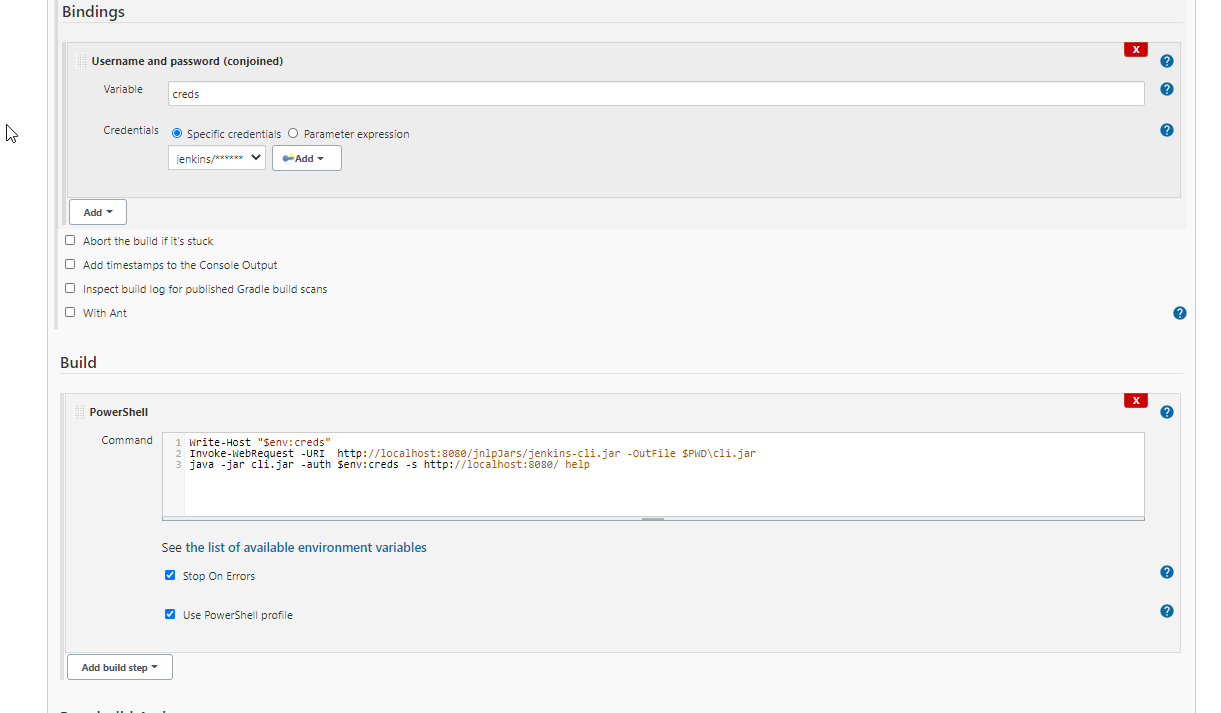 Bindings
X
Username and password (conjoined)
?
Variable
creds
?
Credentials
Specific credentials
Parameter expression
?
jenkins/******
Add
Add
Abort the build if it's stuck
Add timestamps to the Console Output
Inspect build log for published Gradle build scans
With Ant
?
Build
X
PowerShell
?
Command
1 Write-Host "$env:creds"
2 Invoke-WebRequest -URI  http://localhost:8080/jnlpJars/jenkins-cli.jar -OutFile $PWD\cli.jar
3 java -jar cli.jar -auth $env:creds -s http://localhost:8080/ help
See the list of available environment variables
Stop On Errors
?
Use PowerShell profile
?
Add build step